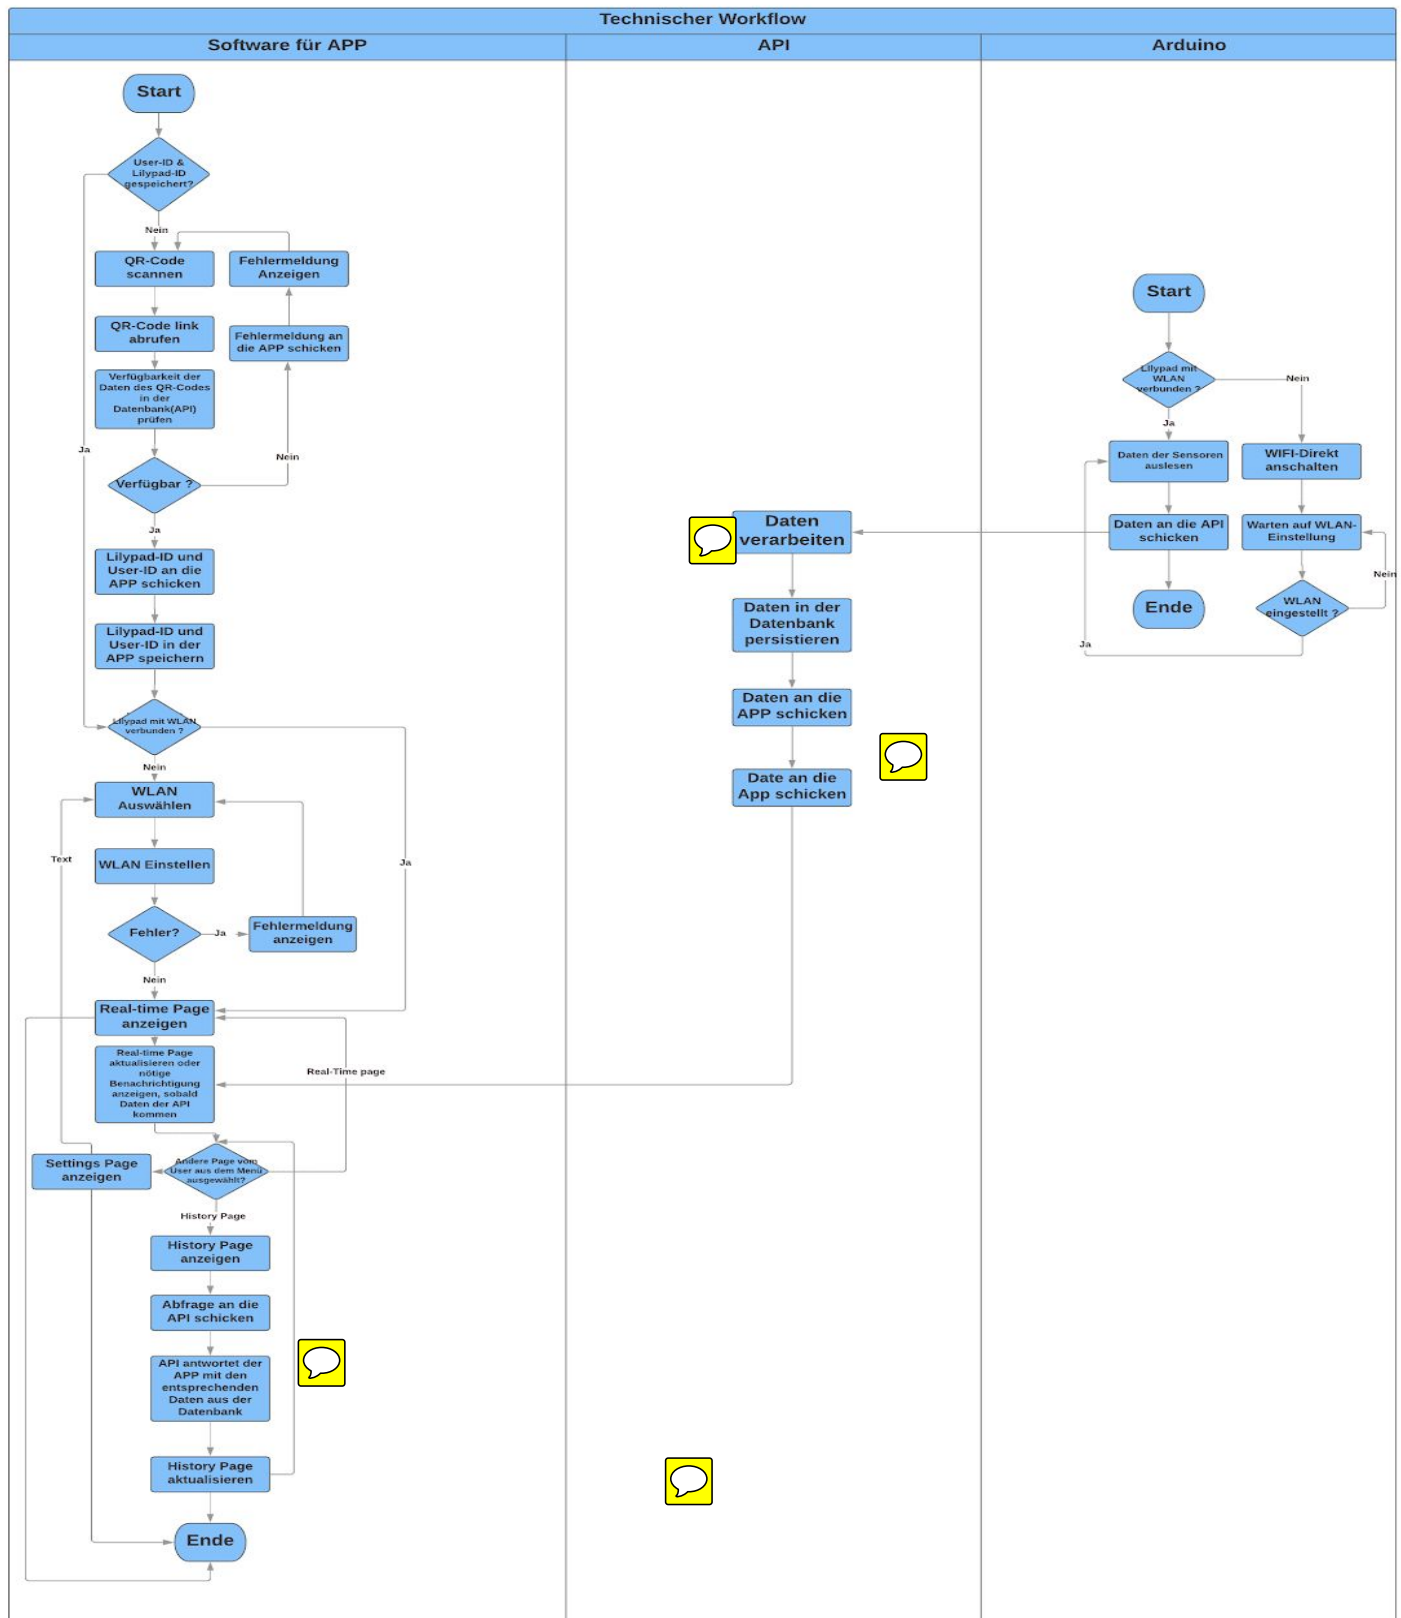 Technischer Workflow
Software für APP
API
Arduino
Start
User-ID &
Lilypad-ID
gespeichert?
Nein
QR-Code
scannen
Fehlermeldung
Anzeigen
QR-Code link
abrufen
Fehlermeldung an
die APP schicken
Verfügbarkeit der
Daten des QR-Codes
in der
Datenbank(API)
prüfen
Ja
Nein
Verfügbar ?
Ja
Lilypad-ID und
User-ID an die
APP schicken
Lilypad-ID und
User-ID in der
APP speichern
Lilypad mit WLAN
verbunden ?
Nein
WLAN
Auswählen
Text
WLAN Einstellen
Ja
Fehler?
Ja
Fehlermeldung
anzeigen
Nein
Real-time Page
anzeigen
Real-time Page
aktualisieren oder
nötige
Benachrichtigung
anzeigen, sobald
Daten der API
kommen
Real-Time page
Settings Page
anzeigen
Andere Page vom
User aus dem Menü
ausgewählt?
History Page
History Page
anzeigen
Abfrage an die
API schicken
API antwortet der
APP mit den
entsprechenden
Daten aus der
Datenbank
History Page
aktualisieren
Ende
Daten
verarbeiten
Daten in der
Datenbank
persistieren
Daten an die
APP schicken
Date an die
App schicken
Start
Lilypad mit
WLAN
verbunden ?
Nein
Ja
Daten der Sensoren
auslesen
WIFI-Direkt
anschalten
Daten an die API
schicken
Warten auf WLAN-
Einstellung
Nein
Ende
WLAN
eingestellt ?
Ja